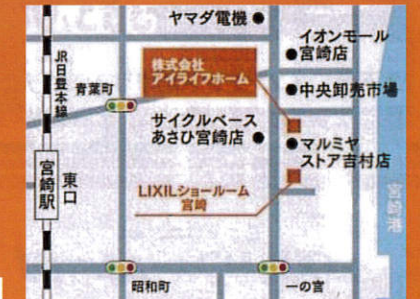 ヤマダ電機
イオンモール
宮崎店
株式会社
アイライフホーム
JR日豊本線
青葉町
中央卸売市場
サイクルベース
あさひ宮崎店
マルミヤ
ストア吉村店
宮崎駅
東口
LIXILショールーム
宮崎
宮崎港
昭和町
一の宮